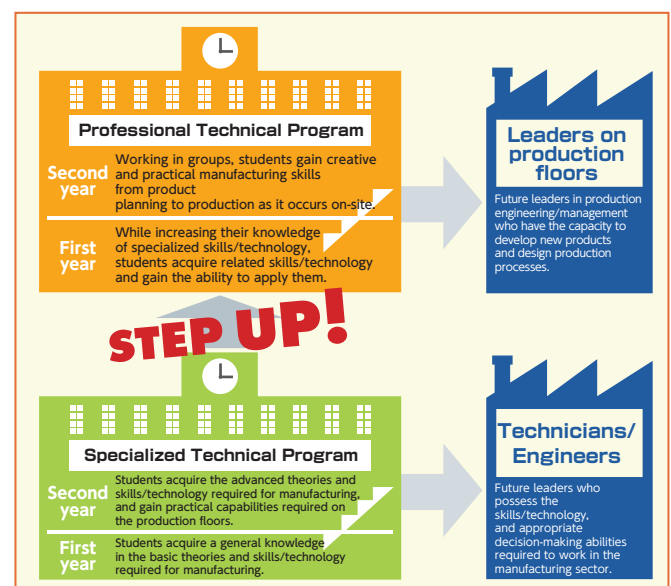 Professional Technical Program
Second
year
Working in groups, students gain creative
and practical manufacturing skills
from product
planning to production as it occurs on-site.
First
year
While increasing their knowledge
of specialized skills/technology,
students acquire related skills/technology
and gain the ability to apply them.
Leaders on
production
floors
Future leaders in production
engineering/management
who have the capacity to
develop new products
and design production
processes.
STEP UP!
Specialized Technical Program
Second
year
Students acquire the advanced theories and
skills/technology required for manufacturing,
and gain practical capabilities required on
the production floors.
First
year
Students acquire a general knowledge
in the basic theories and skills/technology
required for manufacturing.
Technicians/
Engineers
Future leaders who
possess the
skills/technology,
and appropriate
decision-making abilities
required to work in the
manufacturing sector.